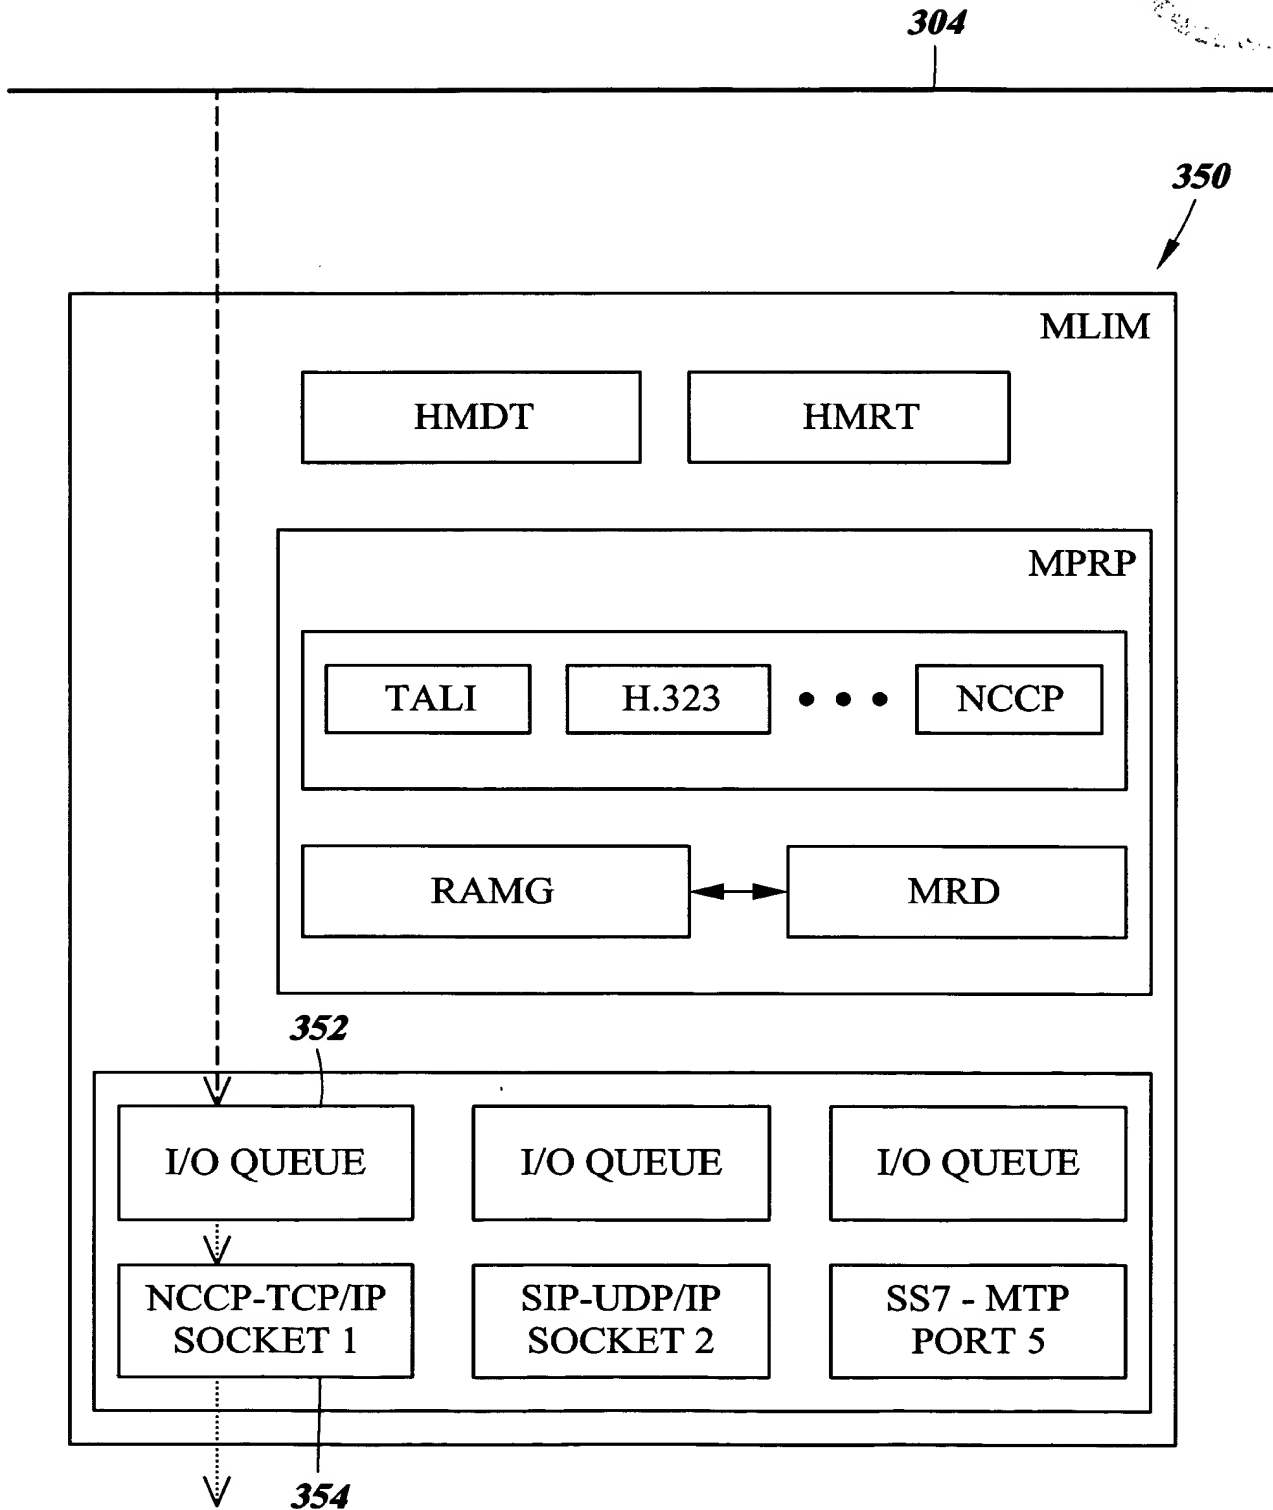 304
350
MLIM
HMDT
HMRT
MPRP
TALI
H.323
NCCP
RAMG
MRD
352
I/O QUEUE
I/O QUEUE
I/O QUEUE
NCCP-TCP/IP
SOCKET 1
SIP-UDP/IP
SOCKET 2
SS7 - MTP
PORT 5
354